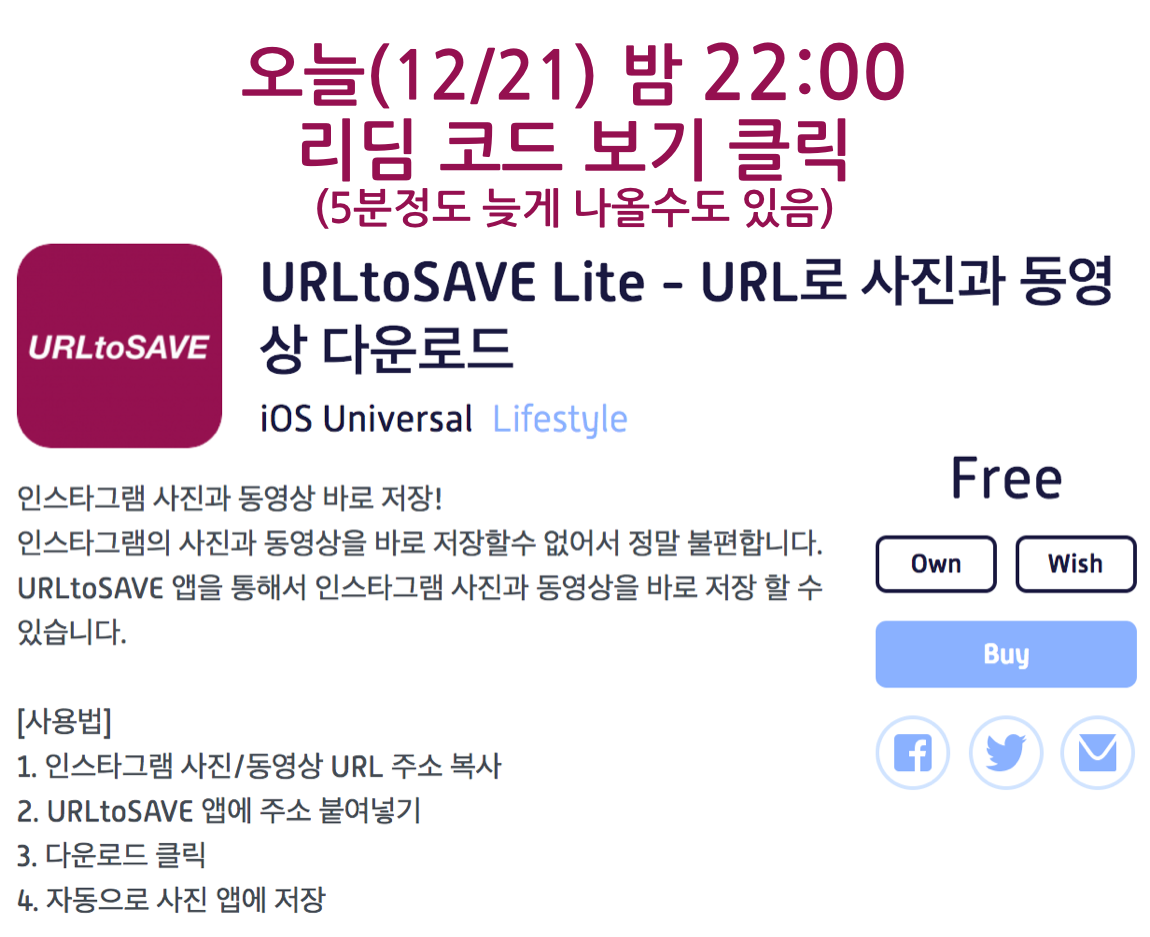 오늘(12/21) 밤 22:00
리딤 코드 보기 클릭
(5분정도 늦게 나올수도 있음)
URLtoSAVE
URLtoSAVE Lite - URL로 사진과 동영
상 다운로드
iOS Universal Lifestyle
인스타그램 사진과 동영상 바로 저장!
인스타그램의 사진과 동영상을 바로 저장할수 없어서 정말 불편합니다.
URLtoSAVE 앱을 통해서 인스타그램 사진과 동영상을 바로 저장 할 수
있습니다.
[사용법]
1. 인스타그램 사진/동영상 URL 주소 복사
2. URLtoSAVE 앱에 주소 붙여넣기
3. 다운로드 클릭
4. 자동으로 사진 앱에 저장
Free
Own Wish
Buy